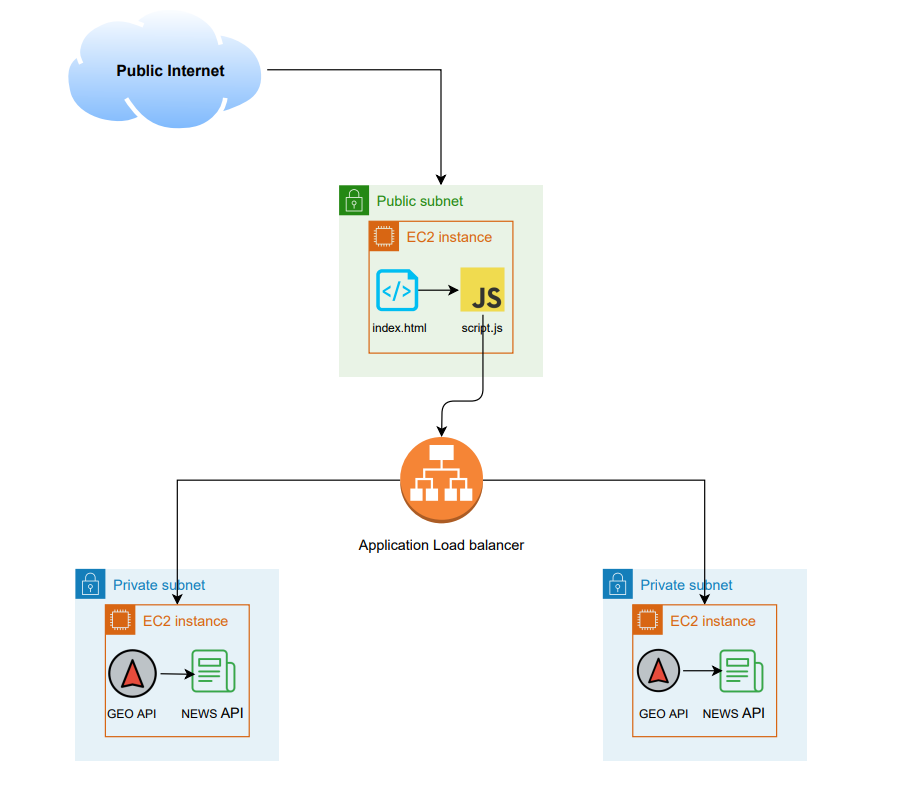 Public Internet
Public subnet
EC2 instance
</>
JS
index.html
script.js
Application Load balancer
Private subnet
EC2 instance
GEO API
NEWS API
Private subnet
EC2 instance
GEO API
NEWS API